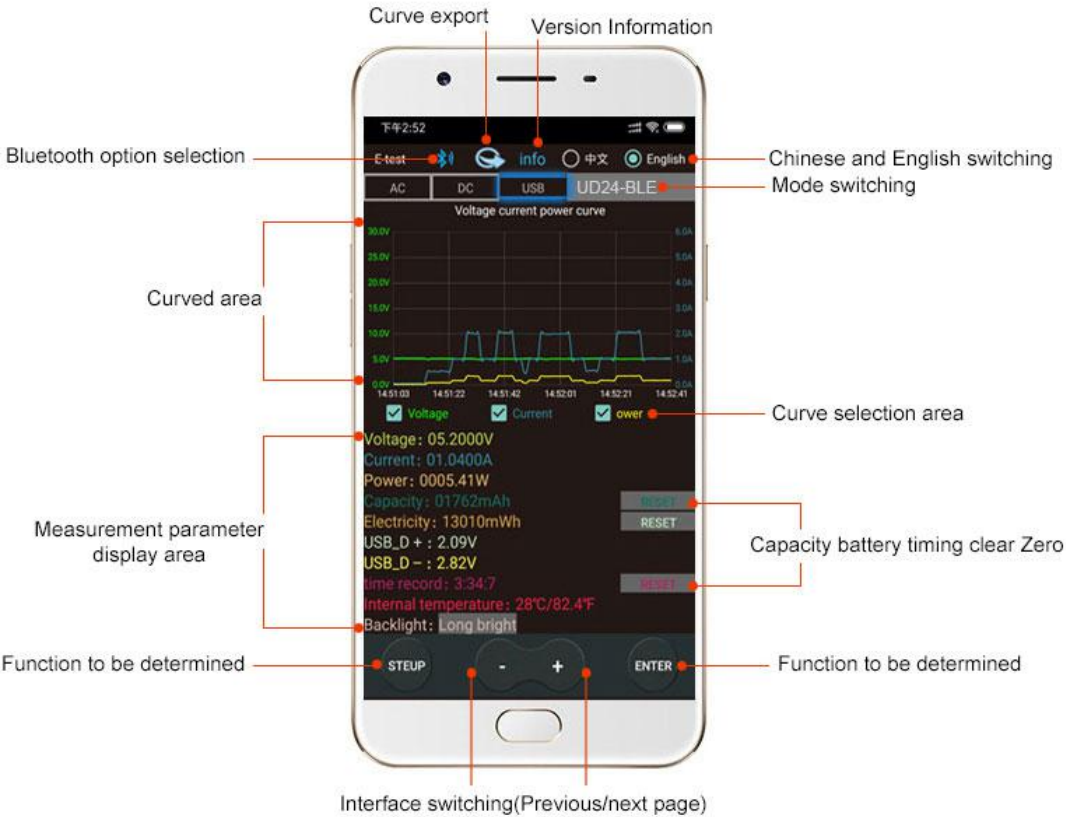 Curve export
Version Information
下午2:52
Bluetooth option selection
E-test
info
中文
English
Chinese and English switching
AC
DC
USB
UD24-BLE
Mode switching
Voltage current power curve
30.0V
6.0A
25.0V
5.0A
20.0V
4.0A
Curved area
15.0V
3.0A
10.0V
2.0A
5.0V
1.0A
0.0V
0.0A
14:51:03
14:51:22
14:51:42
14:52:01
14:52:21
14:52:41
Voltage
Current
ower
Curve selection area
Voltage: 05.2000V
Current: 01.0400A
Power: 0005.41W
Capacity: 01762mAh
RESET
Electricity: 13010mWh
RESET
Measurement parameter
display area
USB_D + : 2.09V
Capacity battery timing clear Zero
USB_D − : 2.82V
time record: 3:34:7
RESET
Internal temperature: 28℃/82.4℉
Backlight: Long bright
Function to be determined
STEUP
-
+
ENTER
Function to be determined
Interface switching(Previous/next page)